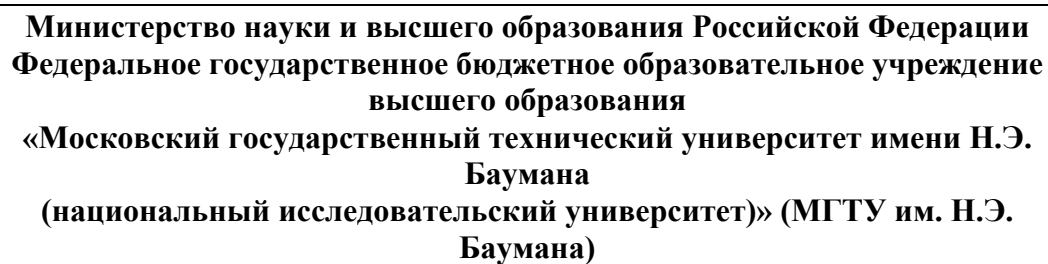 Министерство науки и высшего образования Российской Федерации
Федеральное государственное бюджетное образовательное учреждение
высшего образования
«Московский государственный технический университет имени Н.Э.
Баумана
(национальный исследовательский университет)» (МГТУ им. Н.Э.
Баумана)